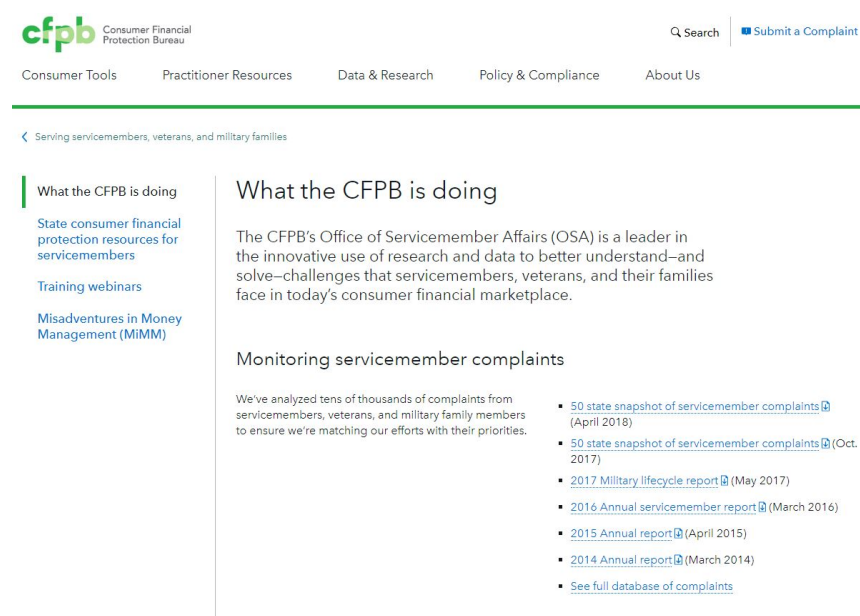 cfpb Consumer Financial
Protection Bureau
Search
Submit a Complaint
Consumer Tools
Practitioner Resources
Data & Research
Policy & Compliance
About Us
Serving servicemembers, veterans, and military families
What the CFPB is doing
State consumer financial
protection resources for
servicemembers
Training webinars
Misadventures in Money
Management (MiMM)
What the CFPB is doing
The CFPB’s Office of Servicemember Affairs (OSA) is a leader in
the innovative use of research and data to better understand—and
solve—challenges that servicemembers, veterans, and their families
face in today’s consumer financial marketplace.
Monitoring servicemember complaints
We’ve analyzed tens of thousands of complaints from
servicemembers, veterans, and military family members
to ensure we’re matching our efforts with their priorities.
50 state snapshot of servicemember complaints
(April 2018)
50 state snapshot of servicemember complaints (Oct.
2017)
2017 Military lifecycle report (May 2017)
2016 Annual servicemember report (March 2016)
2015 Annual report (April 2015)
2014 Annual report (March 2014)
See full database of complaints